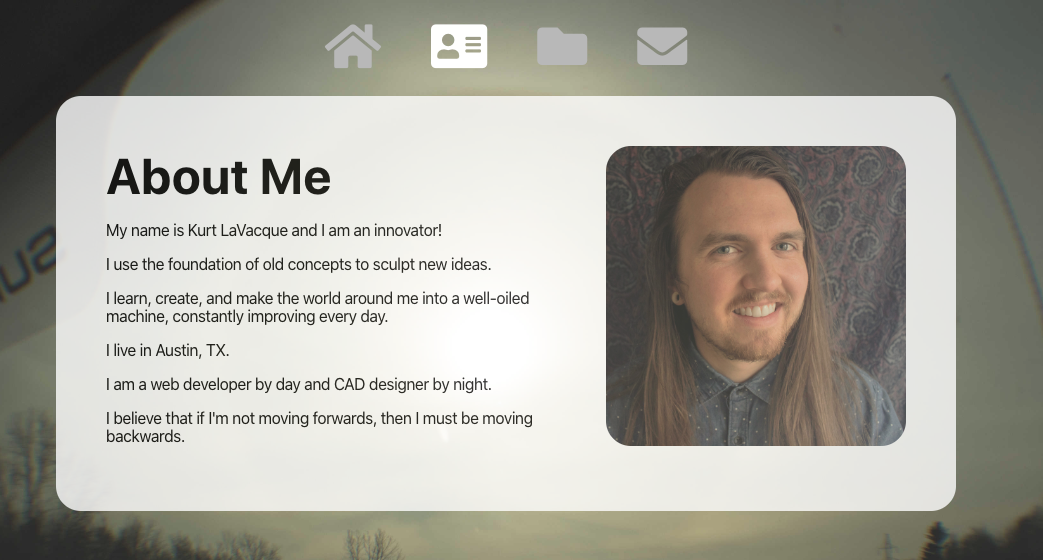 About Me
My name is Kurt LaVacque and I am an innovator!
I use the foundation of old concepts to sculpt new ideas.
I learn, create, and make the world around me into a well-oiled
machine, constantly improving every day.
I live in Austin, TX.
I am a web developer by day and CAD designer by night.
I believe that if I'm not moving forwards, then I must be moving
backwards.